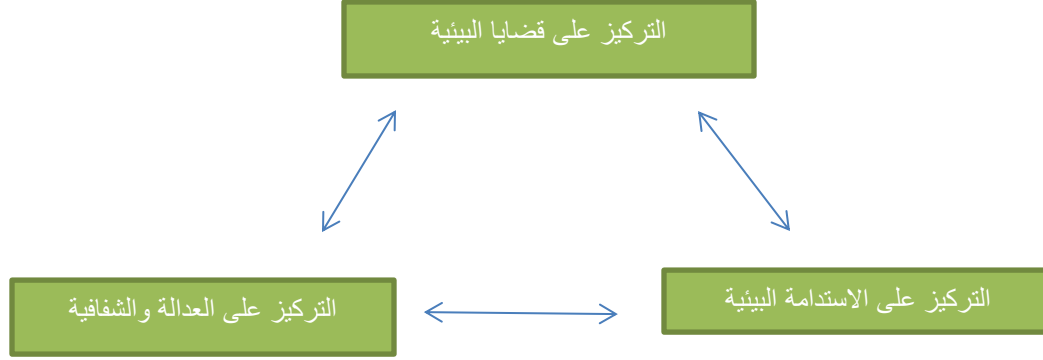 التركيز على قضايا البيئية
التركيز على الاستدامة البيئية
التركيز على العدالة والشفافية